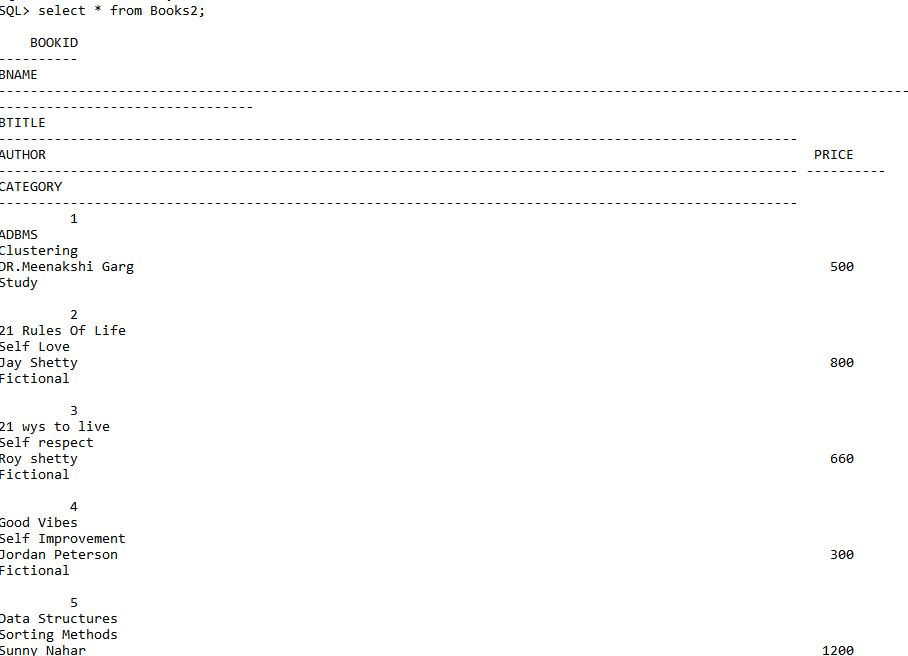 SQL> select * from Books2;
BOOKID
----------
BNAME
--------------------------------------------------------------------------------------------------------------------
--------------------------------
BTITLE
------------------------------------------------------------------------------------------------------
AUTHOR PRICE
------------------------------------------------------------------------------------------------------ ----------
CATEGORY
------------------------------------------------------------------------------------------------------
1
ADBMS
Clustering
DR.Meenakshi Garg 500
Study
2
21 Rules Of Life
Self Love
Jay Shetty 800
Fictional
3
21 wys to live
Self respect
Roy shetty 660
Fictional
4
Good Vibes
Self Improvement
Jordan Peterson 300
Fictional
5
Data Structures
Sorting Methods
Sunny Nahar 1200